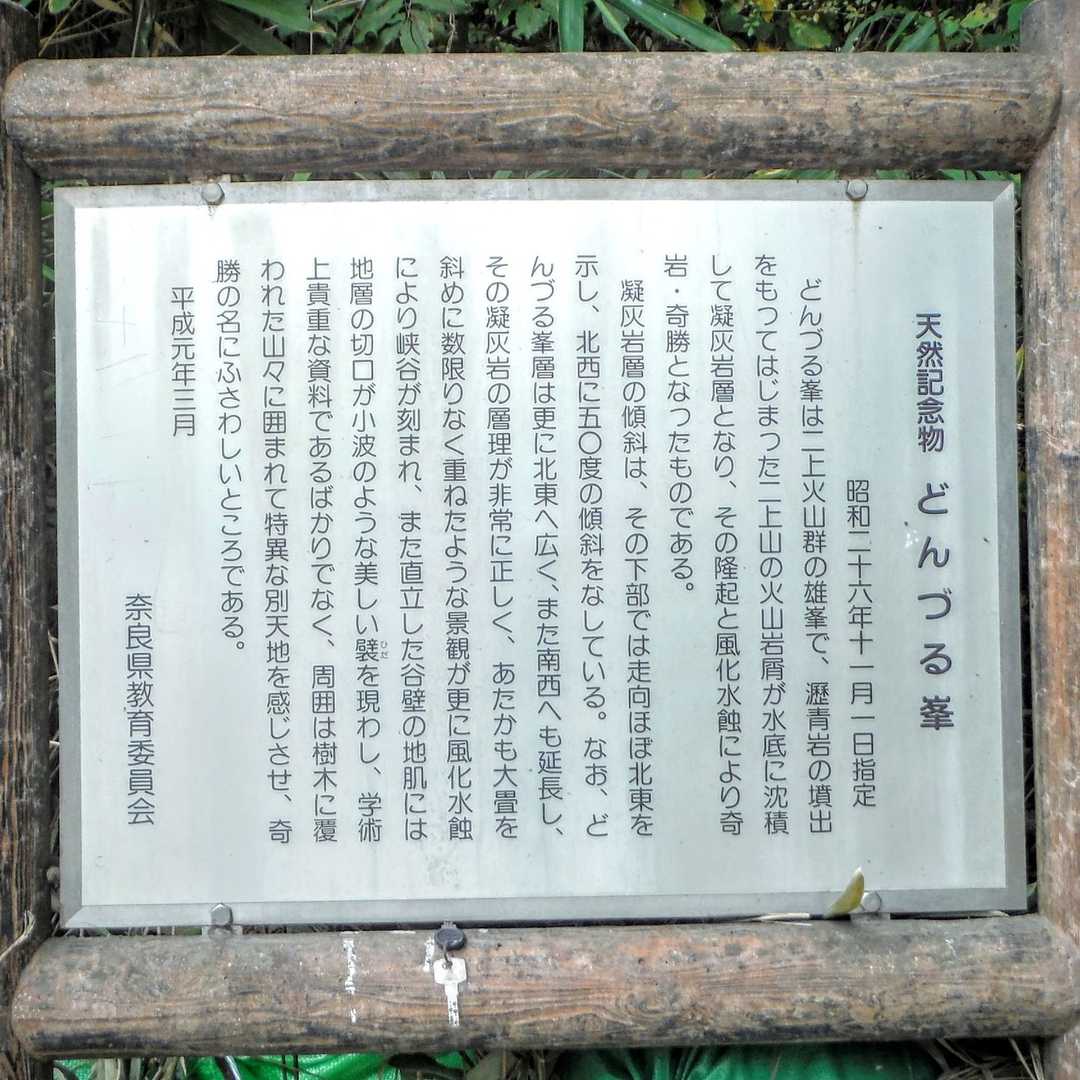 天然記念物 どんづる峯
昭和二十六年十一月一日指定
どんづる峯は二上火山群の雄峯で、瀝青岩の墳出
をもってはじまった二上山の火山岩屑が水底に沈積
して凝灰岩層となり、その隆起と風化水蝕により奇
岩・奇勝となったものである。
凝灰岩層の傾斜は、その下部では走向ほぼ北東を
示し、北西に五〇度の傾斜をなしている。なお、ど
んづる峯層は更に北東へ広く、また南西へも延長し、
その凝灰岩の層理が非常に正しく、あたかも大畳を
斜めに数限りなく重ねたような景観が更に風化水蝕
により峡谷が刻まれ、また直立した谷壁の地肌には
地層の切口が小波のような美しい襞ひだを現わし、学術
上貴重な資料であるばかりでなく、周囲は樹木に覆
われた山々に囲まれて特異な別天地を感じさせ、奇
勝の名にふさわしいところである。
平成元年三月
奈良県教育委員会